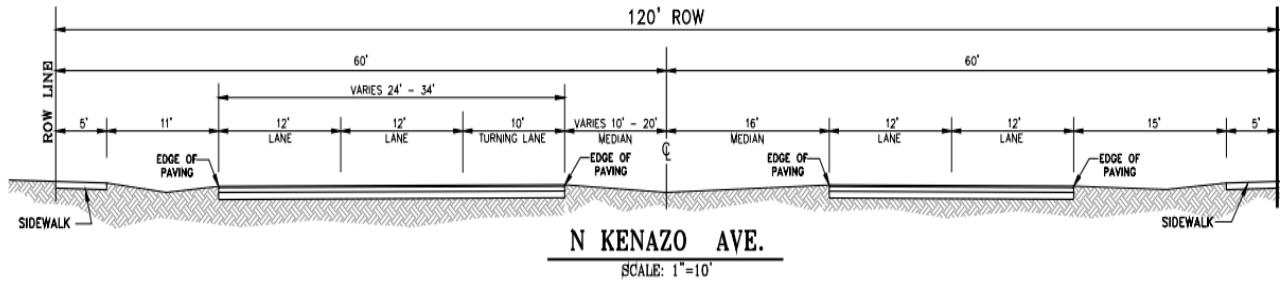 120' ROW
60' 60'
VARIES 24' - 34'
5' 11' 12' 12' 10' VARIES 10' - 20' 16' 12' 12' 15' 5'
LANE LANE TURNING LANE MEDIAN MEDIAN LANE LANE
ROW LINE
℄
EDGE OF
PAVING
EDGE OF
PAVING
EDGE OF
PAVING
EDGE OF
PAVING
SIDEWALK
SIDEWALK
N KENAZO AVE.
SCALE: 1"=10'